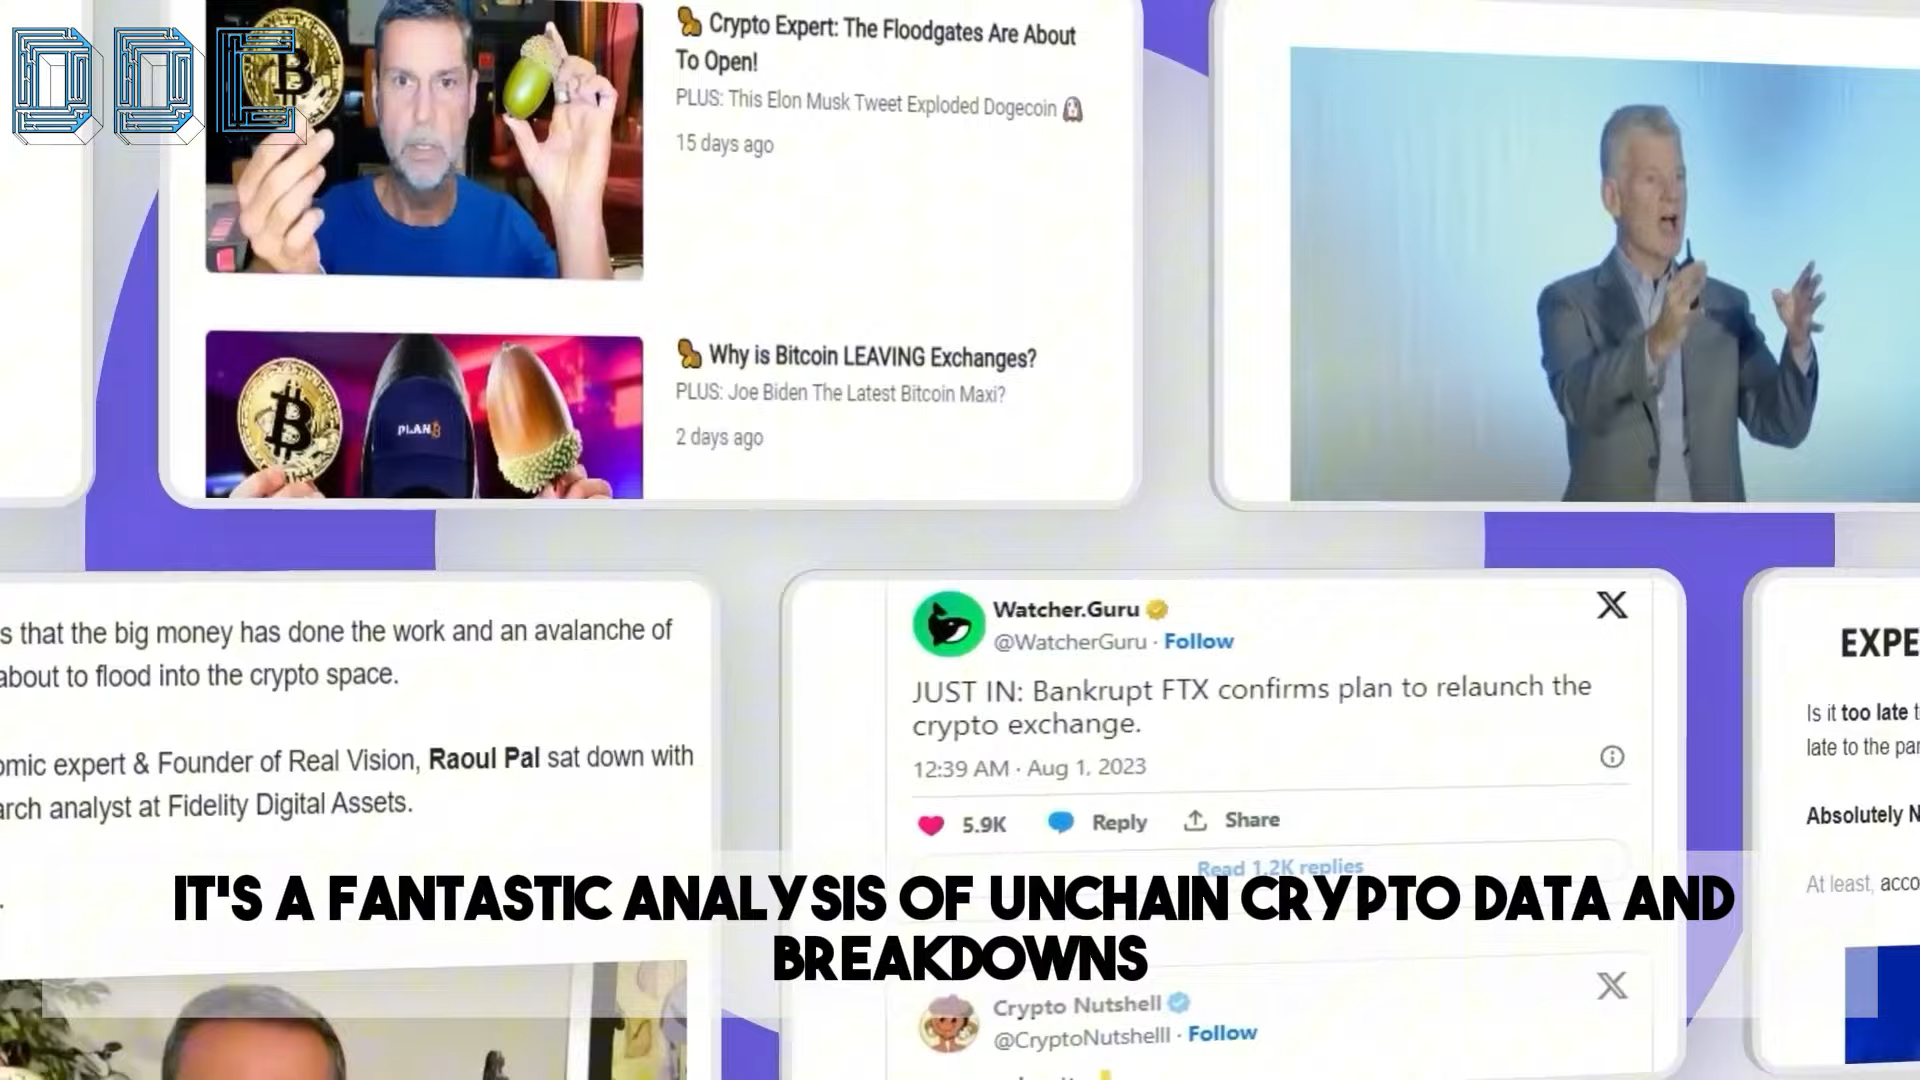 DDC
🥜 Crypto Expert: The Floodgates Are About
To Open!
PLUS: This Elon Musk Tweet Exploded Dogecoin
15 days ago
🥜 Why is Bitcoin LEAVING Exchanges?
PLUS: Joe Biden The Latest Bitcoin Maxi?
2 days ago
PLAN₿
s that the big money has done the work and an avalanche of
about to flood into the crypto space.
omic expert & Founder of Real Vision, Raoul Pal sat down with
arch analyst at Fidelity Digital Assets.
Watcher.Guru
@WatcherGuru · Follow
JUST IN: Bankrupt FTX confirms plan to relaunch the
crypto exchange.
12:39 AM · Aug 1, 2023
5.9K Reply Share
Read 1.2K replies
EXPE
Is it too late t
late to the par
Absolutely N
At least, acco
IT'S A FANTASTIC ANALYSIS OF UNCHAIN CRYPTO DATA AND
BREAKDOWNS
Crypto Nutshell
@CryptoNutshelll · Follow